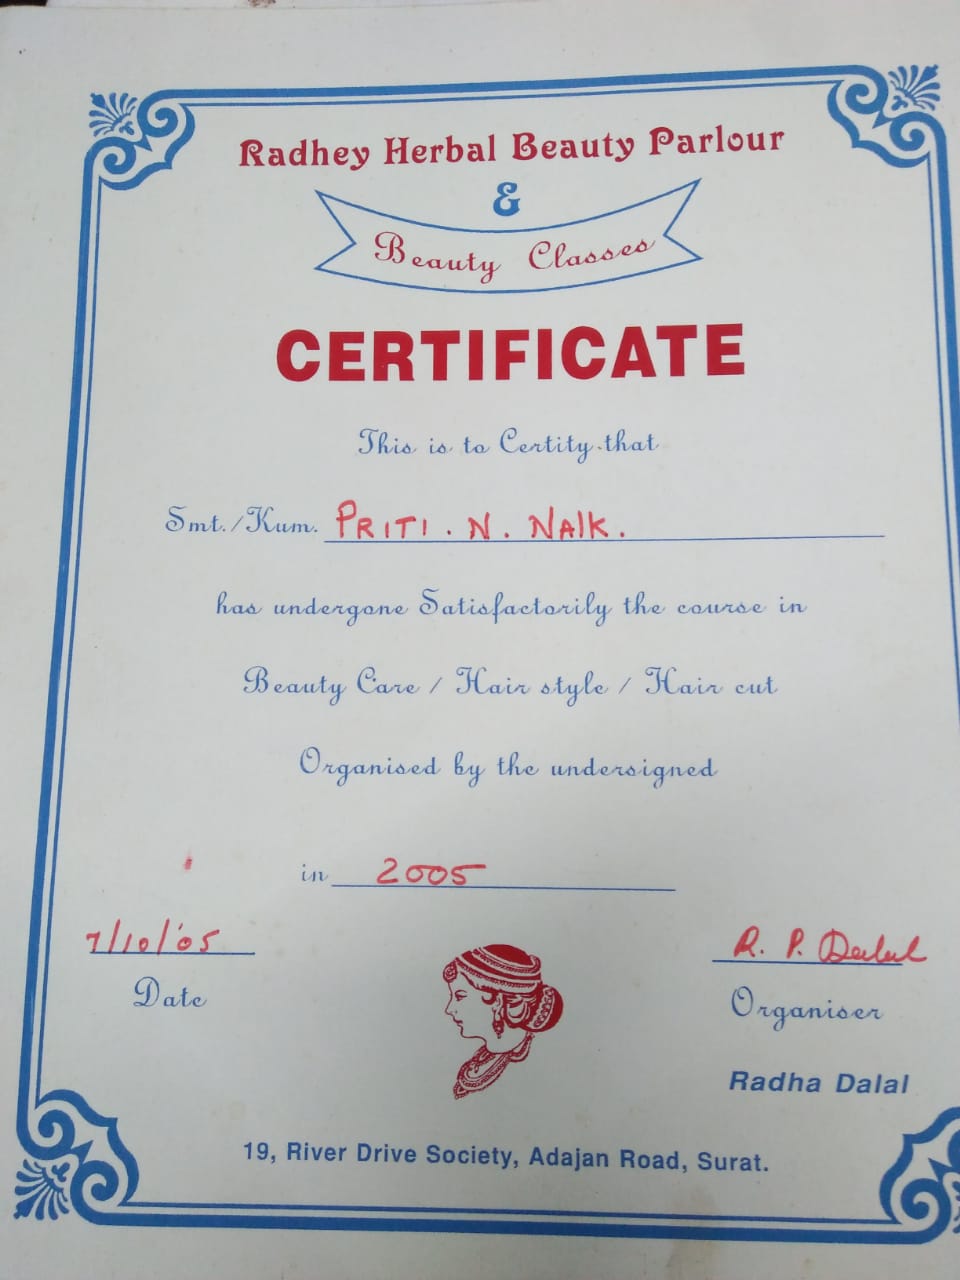 Radhey Herbal Beauty Parlour
&
Beauty Classes
CERTIFICATE
This is to Certity that
Smt./Kum. PRITI . N . NAIK .
has undergone Satisfactorily the course in
Beauty Care / Hair style / Hair cut
Organised by the undersigned
in 2005
7/10/05 R. P. Dalal
Date Organiser
Radha Dalal
19, River Drive Society, Adajan Road, Surat.